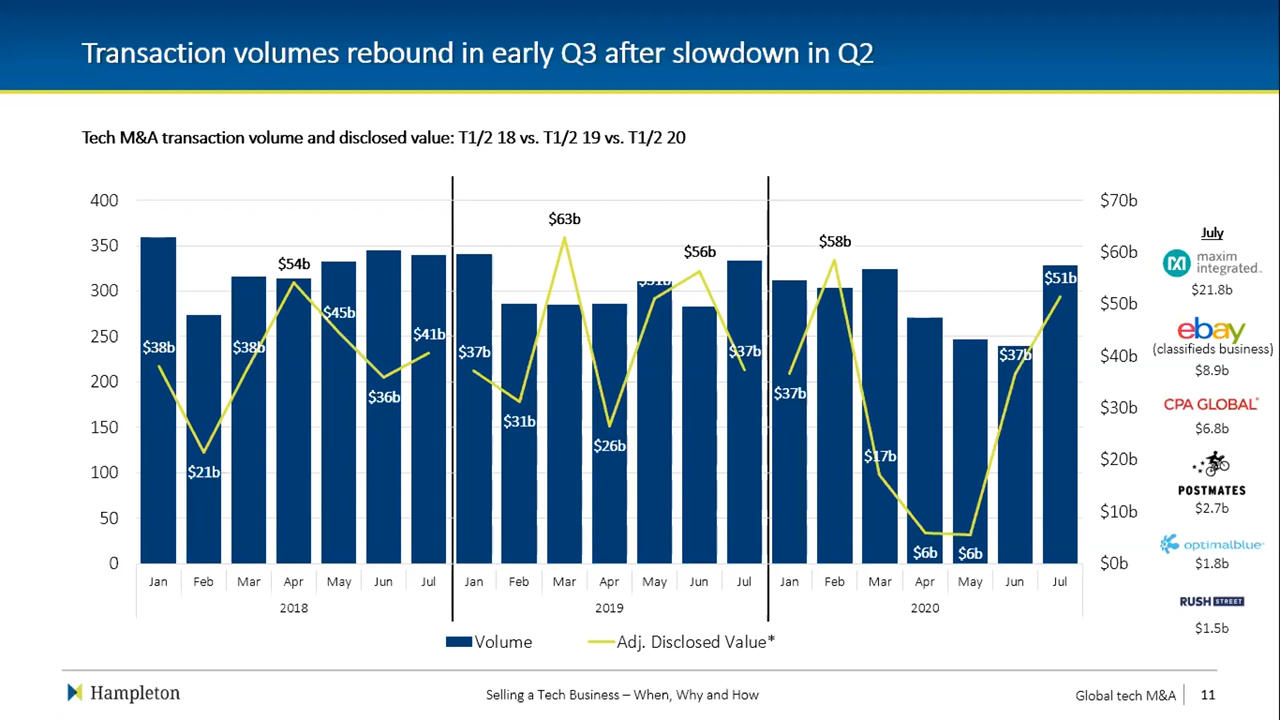 Transaction volumes rebound in early Q3 after slowdown in Q2
Tech M&A transaction volume and disclosed value: T1/2 18 vs. T1/2 19 vs. T1/2 20
400
350
300
250
200
150
100
50
0
$38b
$21b
$38b
$54b
$45b
$36b
$41b
$37b
$31b
$63b
$26b
$51b
$56b
$37b
$37b
$58b
$17b
$6b
$6b
$37b
$51b
$70b
$60b
$50b
$40b
$30b
$20b
$10b
$0b
Jan Feb Mar Apr May Jun Jul Jan Feb Mar Apr May Jun Jul Jan Feb Mar Apr May Jun Jul
2018 2019 2020
Volume Adj. Disclosed Value*
July
maxim
integrated™
$21.8b
ebay
(classifieds business)
$8.9b
CPA GLOBAL®
$6.8b
POSTMATES
$2.7b
optimalblue
$1.8b
RUSH STREET
$1.5b
Hampleton
Selling a Tech Business – When, Why and How
Global tech M&A 11